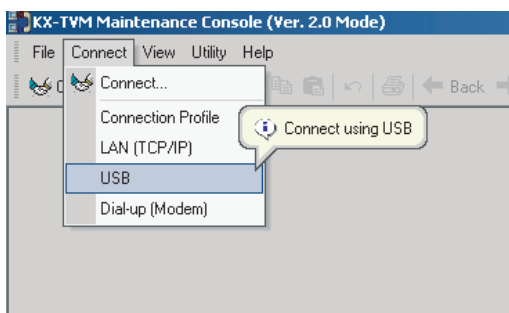 KX-TVM Maintenance Console (Ver. 2.0 Mode)
File Connect View Utility Help
Connect... Back
Connection Profile
Connect using USB
LAN (TCP/IP)
USB
Dial-up (Modem)